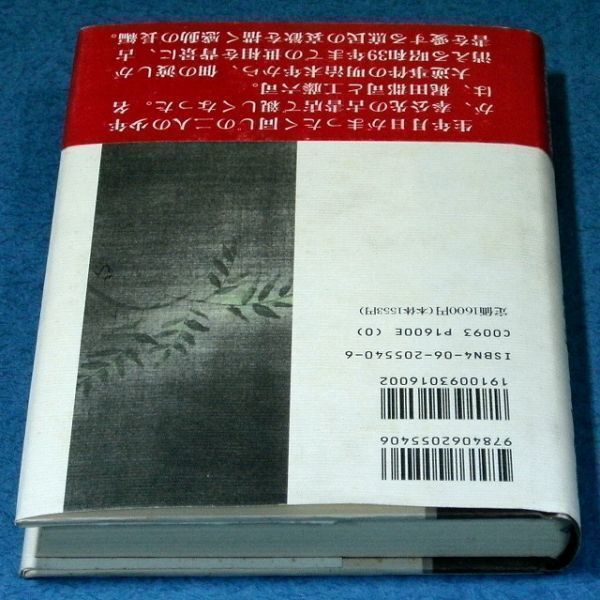 9784062055406
1910093016002
ISBN4-06-205540-6
C0093 P1600E (0)
定価1600円(本体1553円)
生年月日がまったく同じの二人の少年
が、奉公先の古書店で親しくなった。名
は、梶田郡司と工藤六司。
大逆事件の明治末年から、佃の渡しが
消える昭和39年までの世相を背景に、古
書を愛する庶民の哀歓を描く感動の長編。